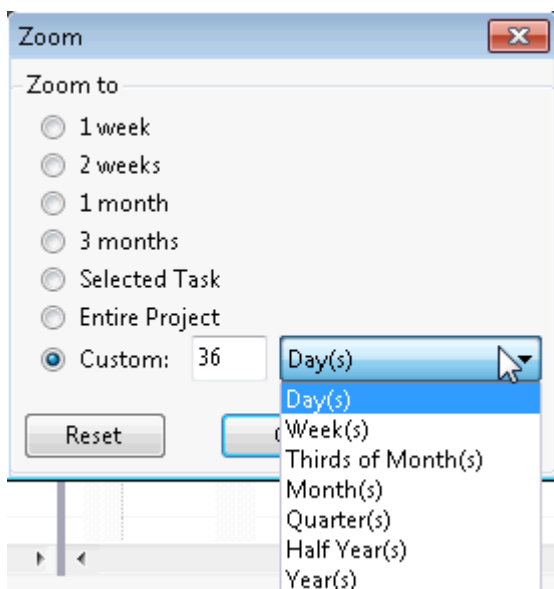 Zoom
Zoom to
1 week
2 weeks
1 month
3 months
Selected Task
Entire Project
Custom: 36 Day(s)
Day(s)
Reset
Week(s)
Thirds of Month(s)
Month(s)
Quarter(s)
Half Year(s)
Year(s)